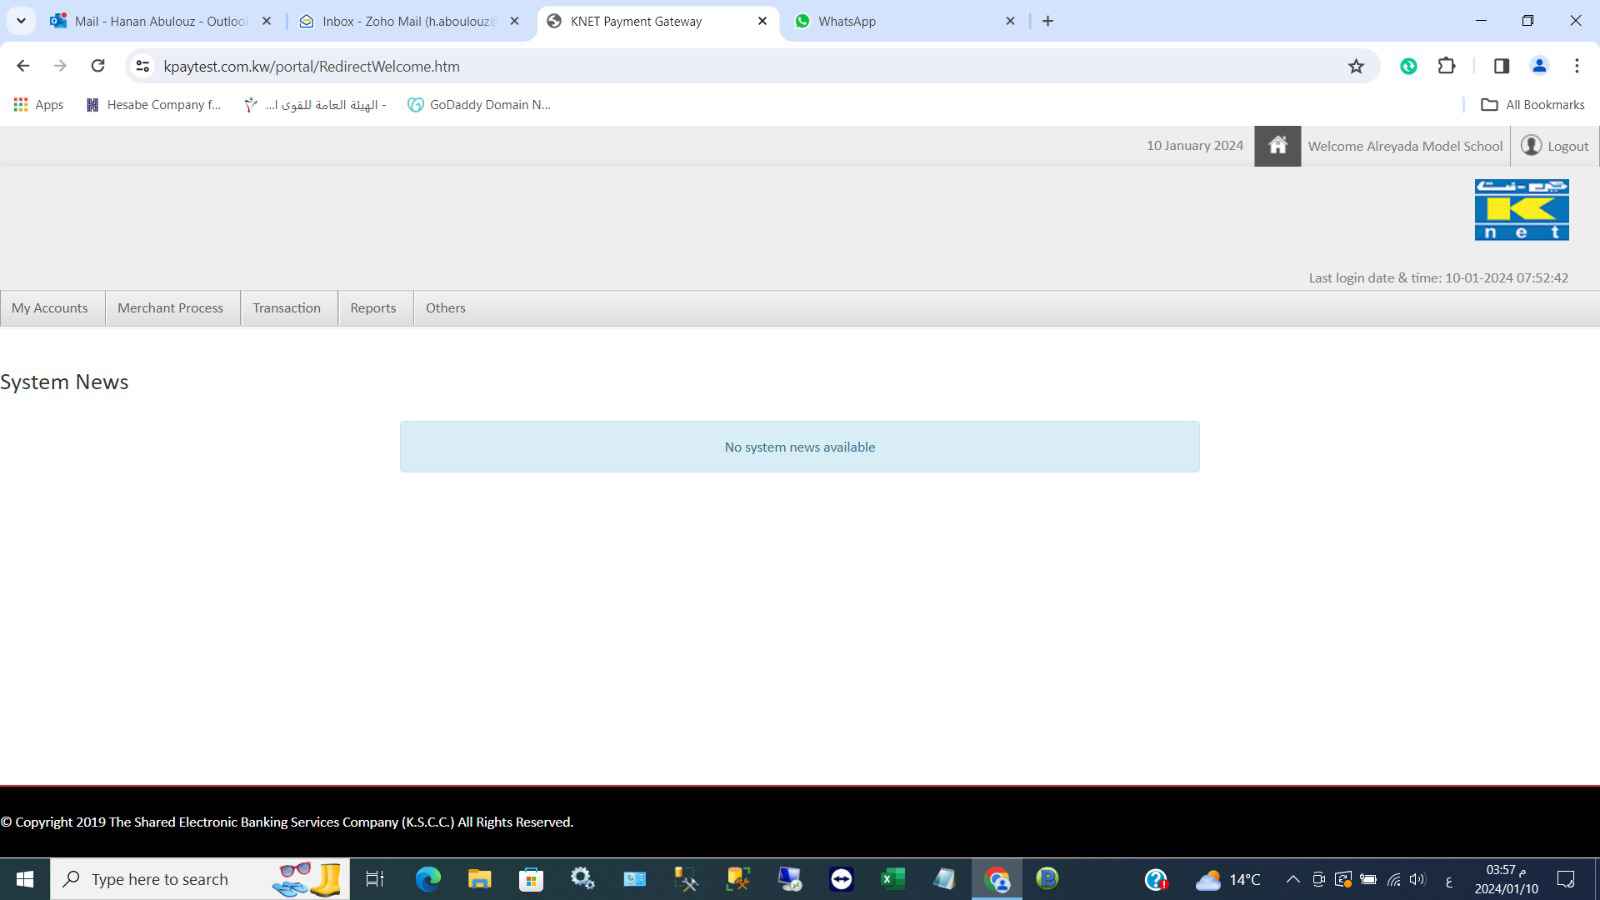 Mail - Hanan Abulouz - Outloo
Inbox - Zoho Mail (h.aboulouz@
KNET Payment Gateway
WhatsApp
kpaytest.com.kw/portal/RedirectWelcome.htm
Apps
Hesabe Company f...
- الهيئة العامة للقوى ا...
GoDaddy Domain N...
All Bookmarks
10 January 2024
Welcome Alreyada Model School
Logout
كي-نت
K
net
Last login date & time: 10-01-2024 07:52:42
My Accounts
Merchant Process
Transaction
Reports
Others
System News
No system news available
© Copyright 2019 The Shared Electronic Banking Services Company (K.S.C.C.) All Rights Reserved.
Type here to search
14°C
ع
03:57 م
2024/01/10